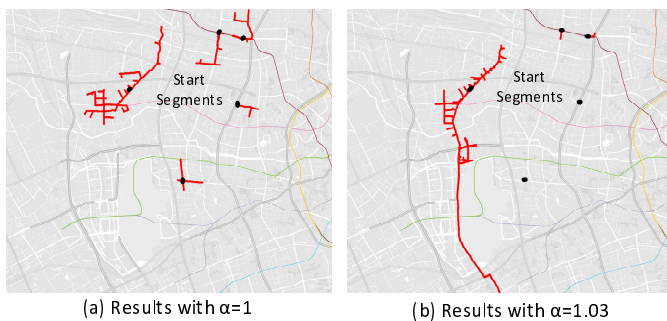 Start
Segments
Start
Segments
(a) Results with α=1
(b) Results with α=1.03